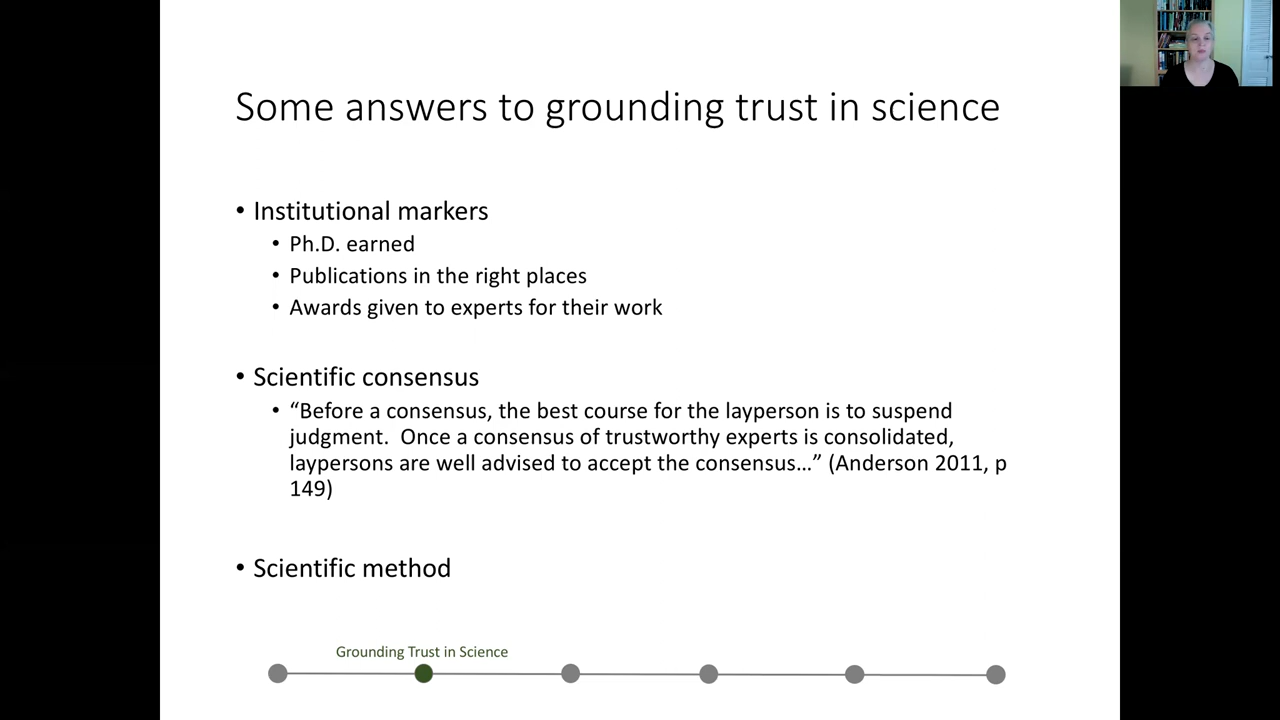 Some answers to grounding trust in science
• Institutional markers
• Ph.D. earned
• Publications in the right places
• Awards given to experts for their work
• Scientific consensus
• “Before a consensus, the best course for the layperson is to suspend
judgment.  Once a consensus of trustworthy experts is consolidated,
laypersons are well advised to accept the consensus…” (Anderson 2011, p
149)
• Scientific method
Grounding Trust in Science